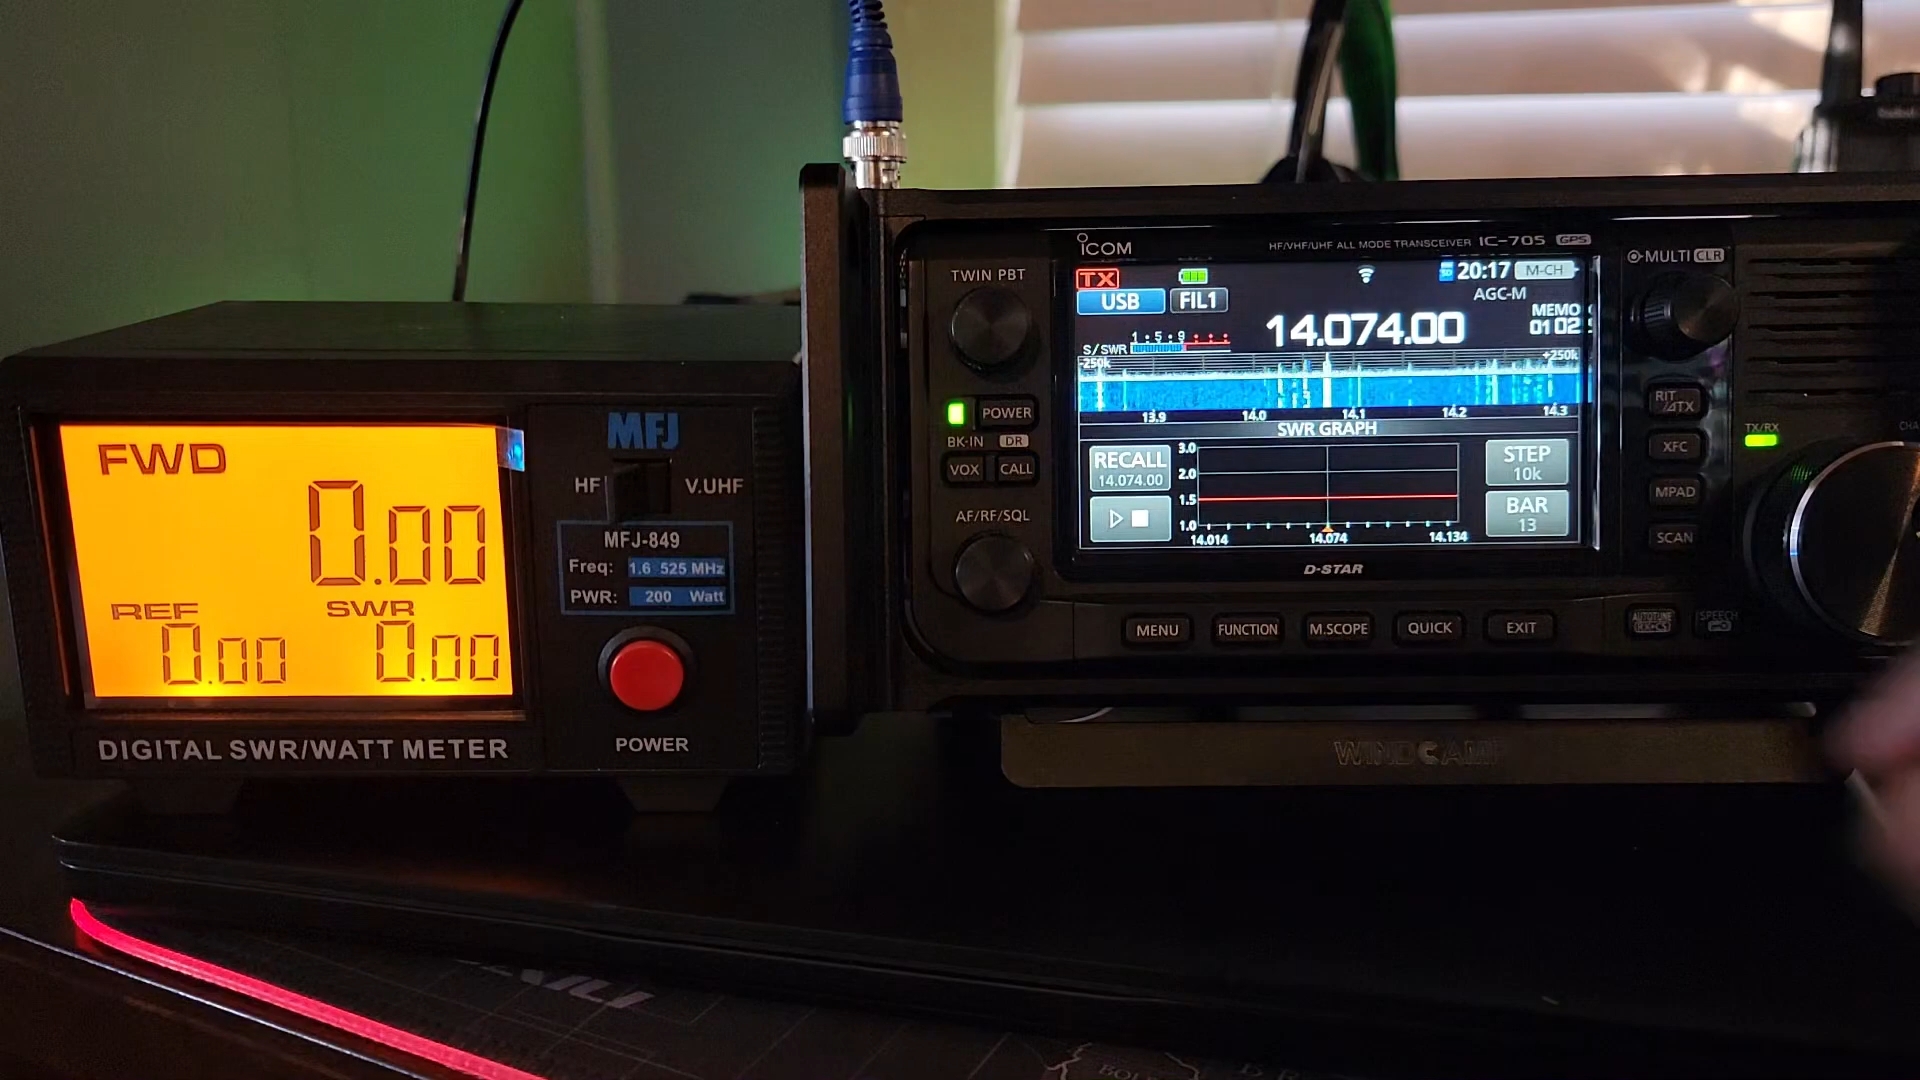 FWD
0.00
REF
0.00
SWR
0.00
DIGITAL SWR/WATT METER
MFJ
HF
V.UHF
MFJ-849
Freq: 1.6 525 MHz
PWR: 200 Watt
POWER
ICOM
HF/VHF/UHF ALL MODE TRANSCEIVER IC-705 GPS
TWIN PBT
POWER
BK-IN DR
VOX CALL
AF/RF/SQL
TX
20:17 M-CH
USB FIL1
AGC-M
14.074.00
MEMO
01 02
1 5 9
S/SWR
-250k
+250k
13.9 14.0 14.1 14.2 14.3
SWR GRAPH
RECALL
14.074.00
3.0
2.0
1.5
1.0
14.014 14.074 14.134
STEP
10k
BAR
13
D-STAR
MENU FUNCTION M.SCOPE QUICK EXIT
MULTI CLR
RIT
XFC
MPAD
SCAN
TX/RX
AUTOTUNE
SPEECH
WINDCAMP